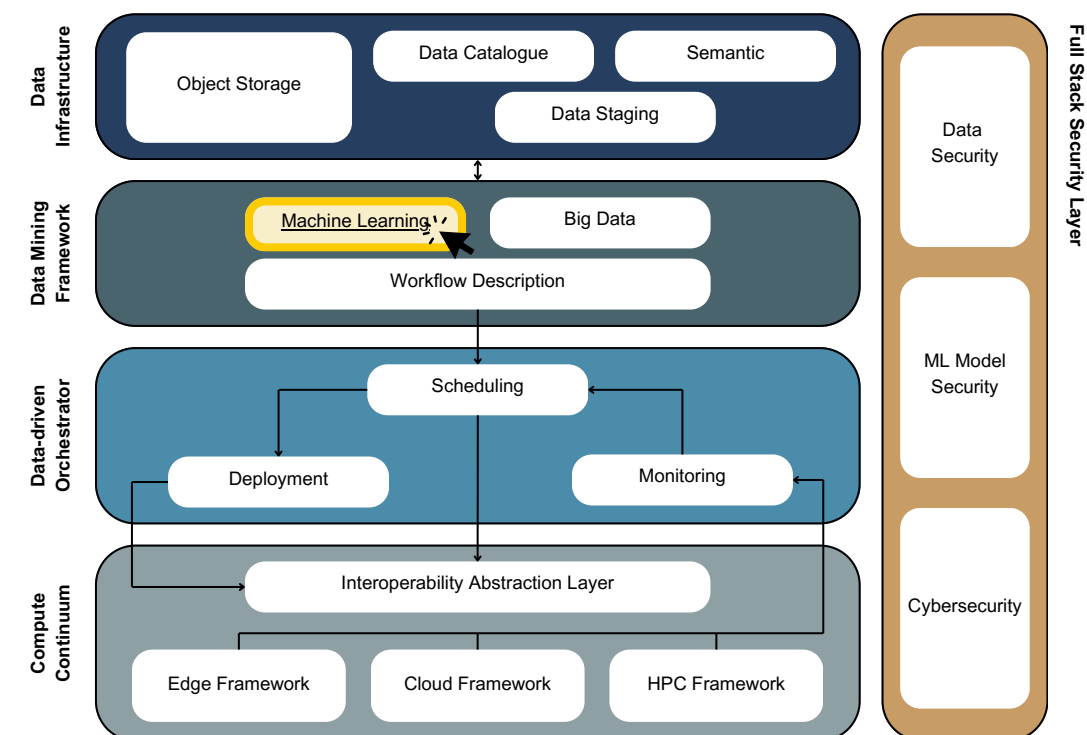 Data
Infrastructure
Object Storage
Data Catalogue
Semantic
Data Staging
Data Mining
Framework
Machine Learning
Big Data
Workflow Description
Data-driven
Orchestrator
Scheduling
Deployment
Monitoring
Compute
Continuum
Interoperability Abstraction Layer
Edge Framework
Cloud Framework
HPC Framework
Full Stack Security Layer
Data
Security
ML Model
Security
Cybersecurity